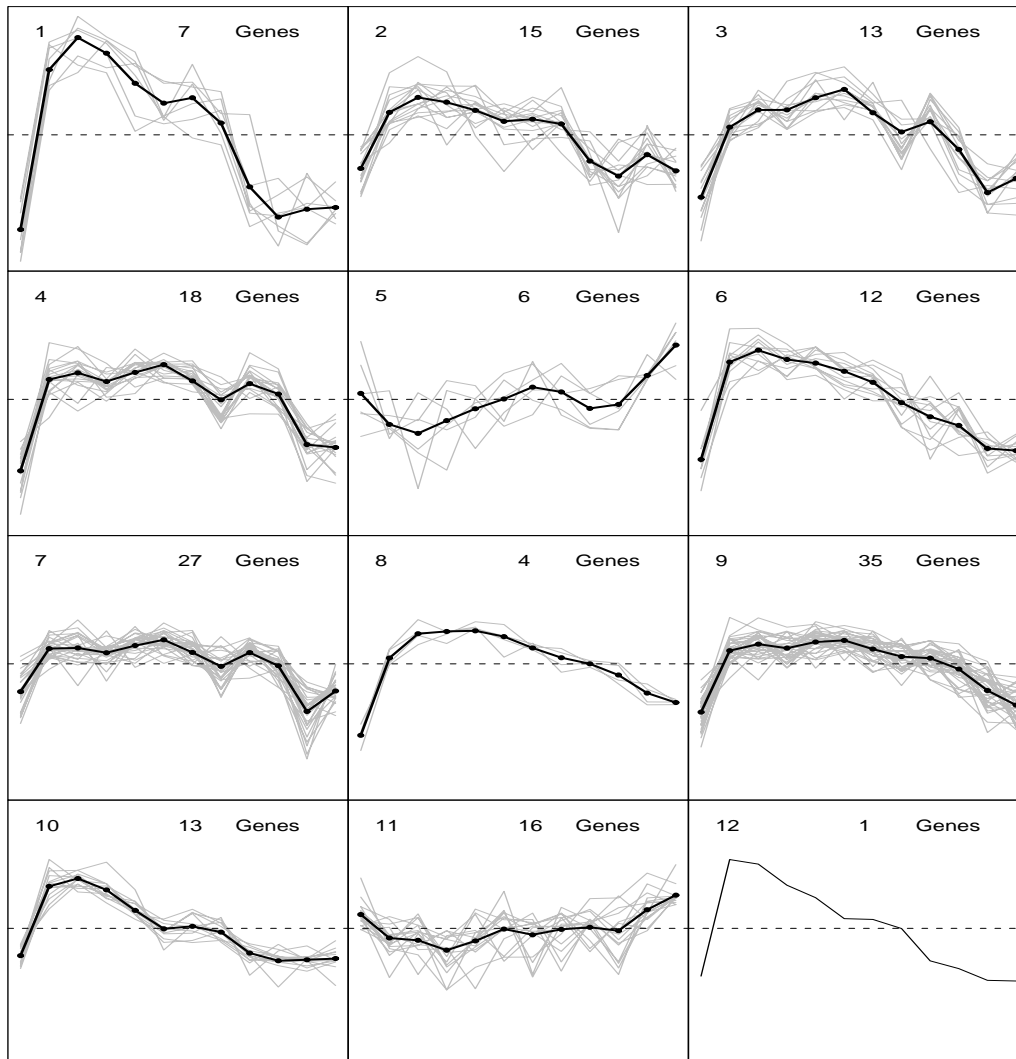 1 7 Genes
2 15 Genes
3 13 Genes
4 18 Genes
5 6 Genes
6 12 Genes
7 27 Genes
8 4 Genes
9 35 Genes
10 13 Genes
11 16 Genes
12 1 Genes